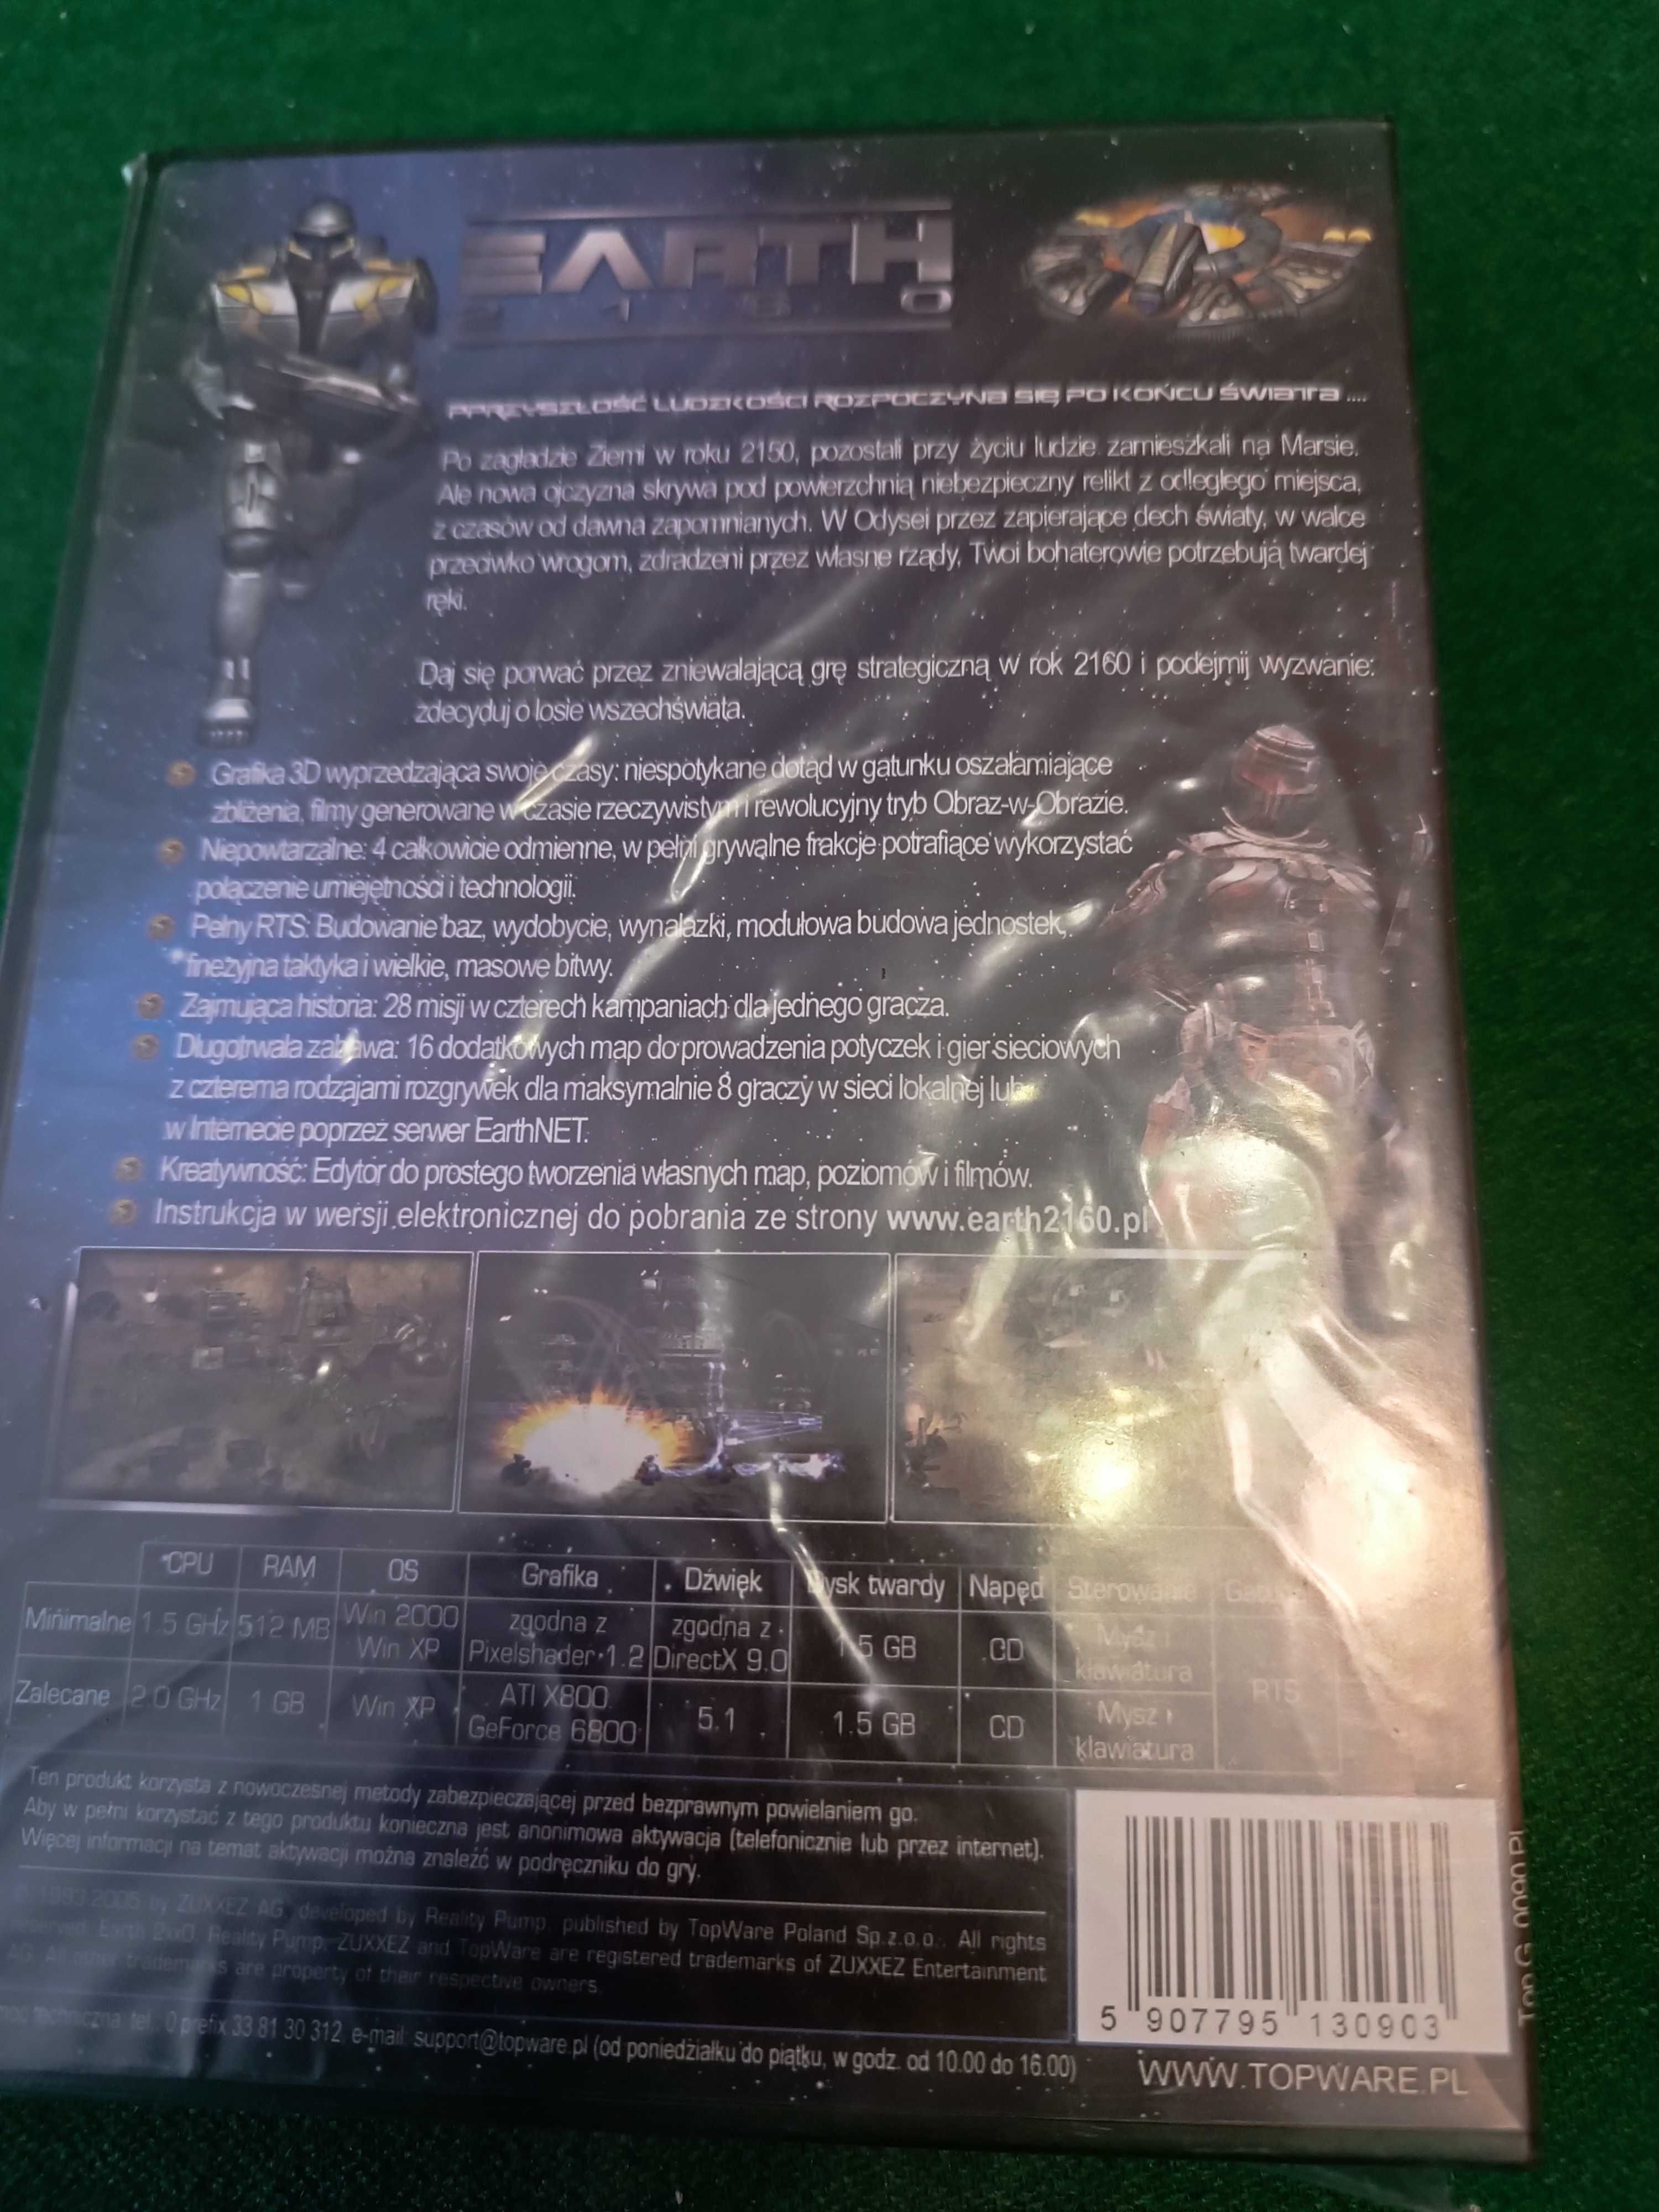 EARTH
2160
PPRZYSZŁOŚĆ LUDZKOŚCI ROZPOCZYNA SIĘ PO KOŃCU ŚWIATA ....
Po zagładzie Ziemi w roku 2150, pozostali przy życiu ludzie zamieszkali na Marsie.
Ale nowa ojczyzna skrywa pod powierzchnią niebezpieczny relikt z odległego miejsca,
z czasów od dawna zapomnianych. W Odysei przez zapierające dech światy, w walce
przeciwko wrogom, zdradzeni przez własne rządy, Twoi bohaterowie potrzebują twardej
ręki.
Daj się porwać przez zniewalającą grę strategiczną w rok 2160 i podejmij wyzwanie:
zdecyduj o losie wszechświata.
Grafika 3D wyprzedzająca swoje czasy: niespotykane dotąd w gatunku oszałamiające
zbliżenia, filmy generowane w czasie rzeczywistym i rewolucyjny tryb Obraz-w-Obrazie.
Niepowtarzalne: 4 całkowicie odmienne, w pełni grywalne frakcje potrafiące wykorzystać
połączenie umiejętności i technologii.
Pełny RTS: Budowanie baz, wydobycie, wynalazki, modułowa budowa jednostek,
finezyjna taktyka i wielkie, masowe bitwy.
Zajmująca historia: 28 misji w czterech kampaniach dla jednego gracza.
Długotrwała zabawa: 16 dodatkowych map do prowadzenia potyczek i gier sieciowych
z czterema rodzajami rozgrywek dla maksymalnie 8 graczy w sieci lokalnej lub
w Internecie poprzez serwer EarthNET.
Kreatywność: Edytor do prostego tworzenia własnych map, poziomów i filmów.
Instrukcja w wersji elektronicznej do pobrania ze strony www.earth2160.pl
CPU RAM OS Grafika Dźwięk Dysk twardy Napęd Sterowanie
Minimalne 1.5 GHz 512 MB Win 2000 Win XP zgodna z Pixelshader 1.2 zgodna z DirectX 9.0 1.5 GB CD Mysz i klawiatura RTS
Zalecane 2.0 GHz 1 GB Win XP ATI X800 GeForce 6800 5.1 1.5 GB CD Mysz i klawiatura
Ten produkt korzysta z nowoczesnej metody zabezpieczającej przed bezprawnym powielaniem go.
Aby w pełni korzystać z tego produktu konieczna jest anonimowa aktywacja (telefonicznie lub przez internet).
Więcej informacji na temat aktywacji można znaleźć w podręczniku do gry.
1993-2005 by ZUXXEZ AG, developed by Reality Pump, published by TopWare Poland Sp.z.o.o.. All rights
reserved. Earth 2xx0, Reality Pump, ZUXXEZ and TopWare are registered trademarks of ZUXXEZ Entertainment
AG. All other trademarks are property of their respective owners.
techniczna: tel. 0 prefix 33 81 30 312, e-mail: support@topware.pl (od poniedziałku do piątku, w godz. od 10.00 do 16.00)
5 907795 130903
WWW.TOPWARE.PL
Top G 0090 PL